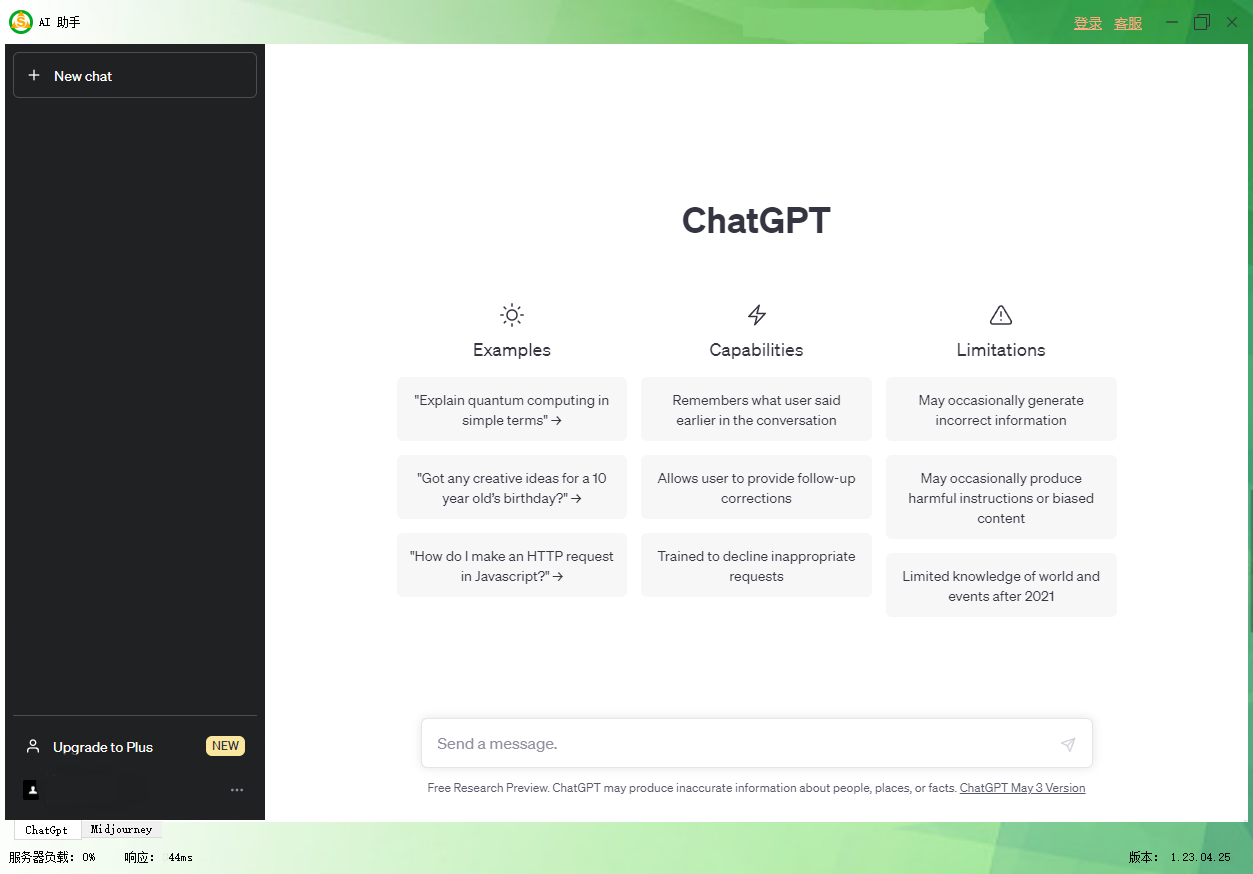 AI 助手
登录 客服
New chat
ChatGPT
Examples
"Explain quantum computing in
simple terms" →
"Got any creative ideas for a 10
year old's birthday?" →
"How do I make an HTTP request
in Javascript?" →
Capabilities
Remembers what user said
earlier in the conversation
Allows user to provide follow-up
corrections
Trained to decline inappropriate
requests
Limitations
May occasionally generate
incorrect information
May occasionally produce
harmful instructions or biased
content
Limited knowledge of world and
events after 2021
Upgrade to Plus NEW
Send a message.
Free Research Preview. ChatGPT may produce inaccurate information about people, places, or facts. ChatGPT May 3 Version
ChatGpt Midjourney
服务器负载: 0% 响应: 44ms
版本: 1.23.04.25